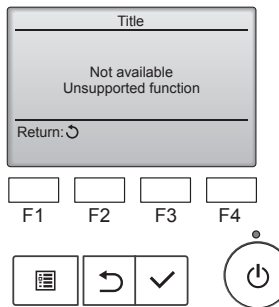 Title
Not available
Unsupported function
Return:
F1 F2 F3 F4